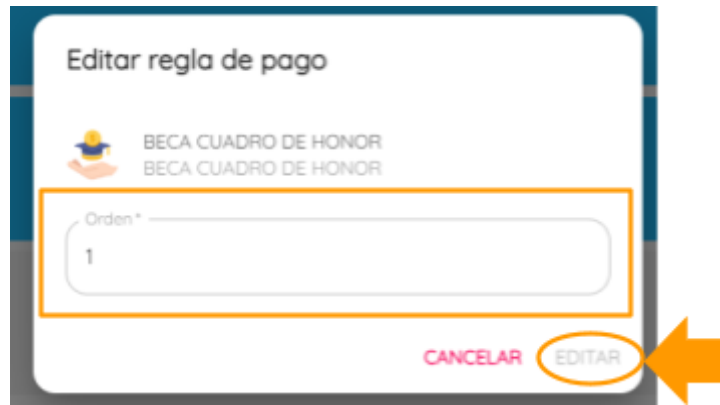 Editar regla de pago
BECA CUADRO DE HONOR
BECA CUADRO DE HONOR
Orden *
1
CANCELAR EDITAR